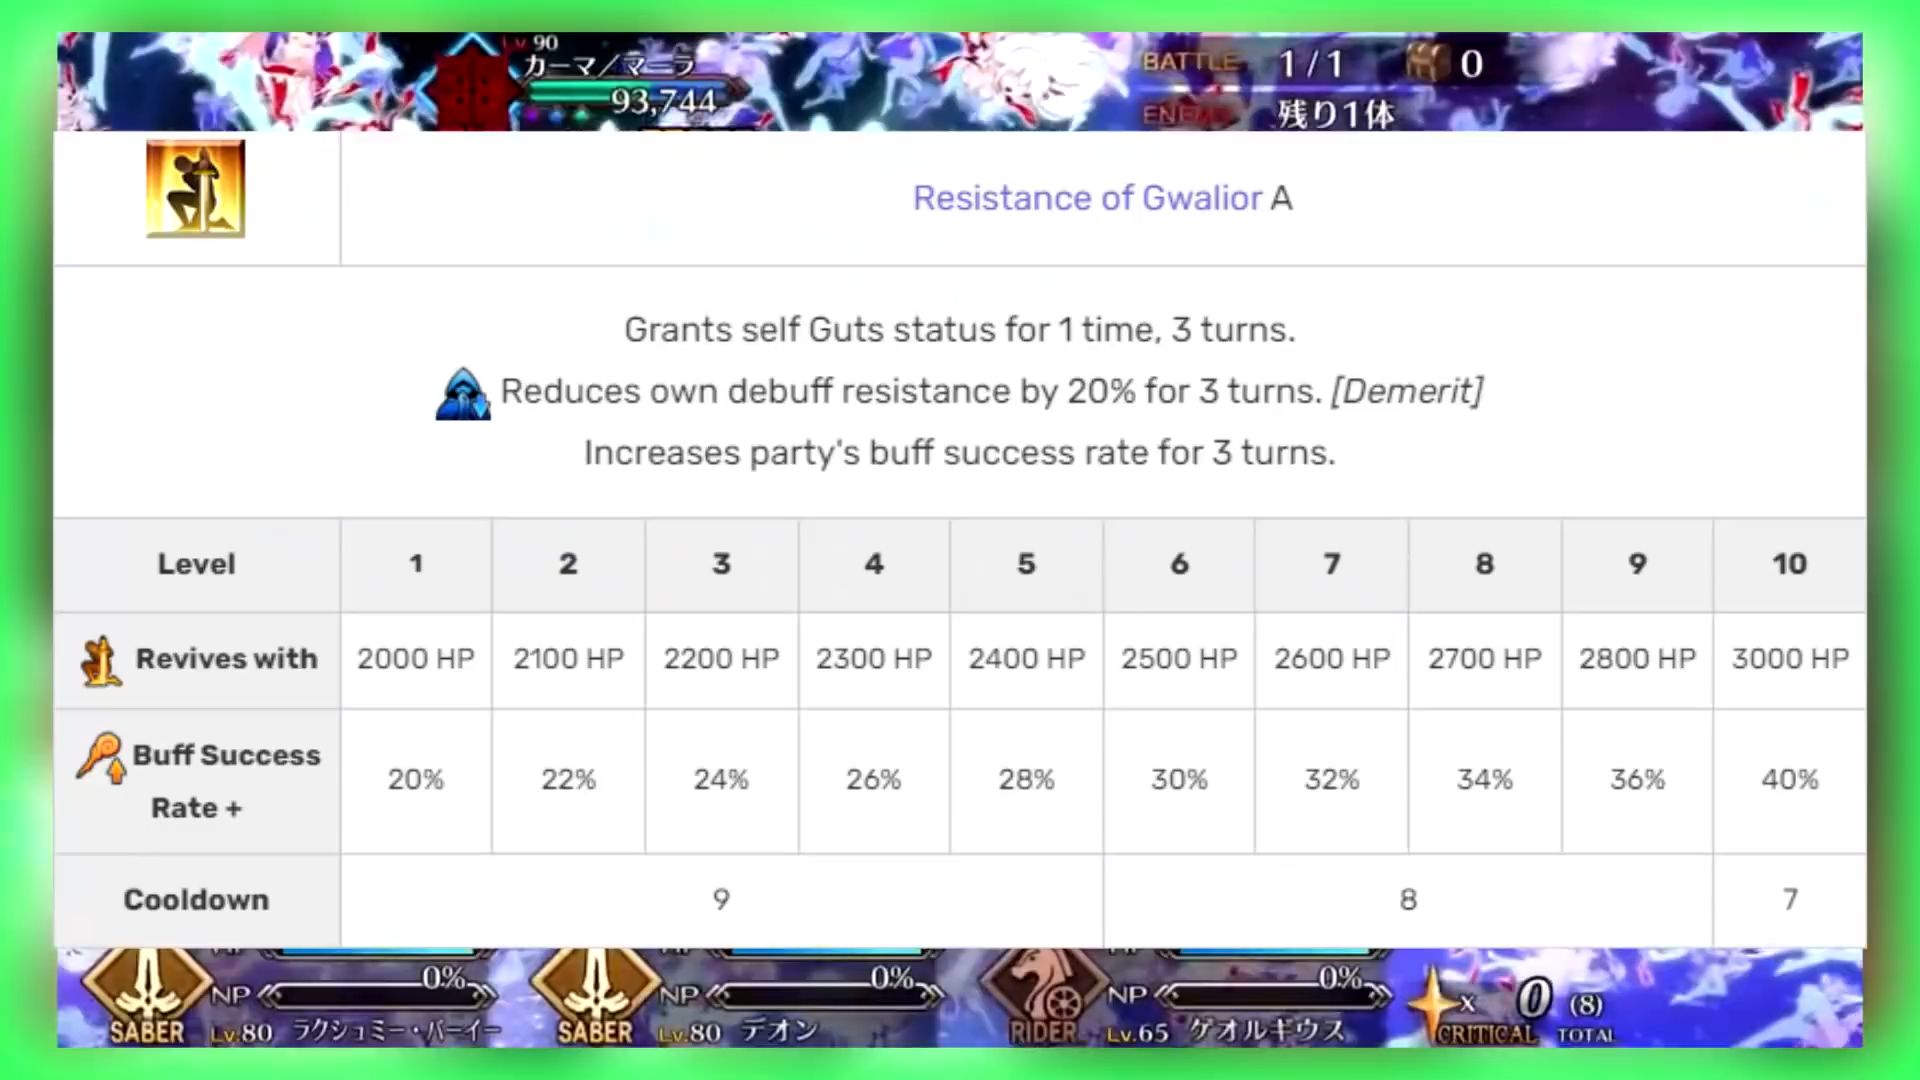 Lv 90
カーマ／マーラ
93,744
BATTLE 1/1 0
ENEMY 残り1体
Resistance of Gwalior A
Grants self Guts status for 1 time, 3 turns.
Reduces own debuff resistance by 20% for 3 turns. [Demerit]
Increases party's buff success rate for 3 turns.
Level 1 2 3 4 5 6 7 8 9 10
Revives with 2000 HP 2100 HP 2200 HP 2300 HP 2400 HP 2500 HP 2600 HP 2700 HP 2800 HP 3000 HP
Buff Success
Rate +
20% 22% 24% 26% 28% 30% 32% 34% 36% 40%
Cooldown 9 8 7
0%
NP
SABER
Lv.80 ラクシュミー・バーイー
0%
NP
SABER
Lv.80 デオン
0%
NP
RIDER
Lv.65 ゲオルギウス
x 0 (8)
CRITICAL TOTAL